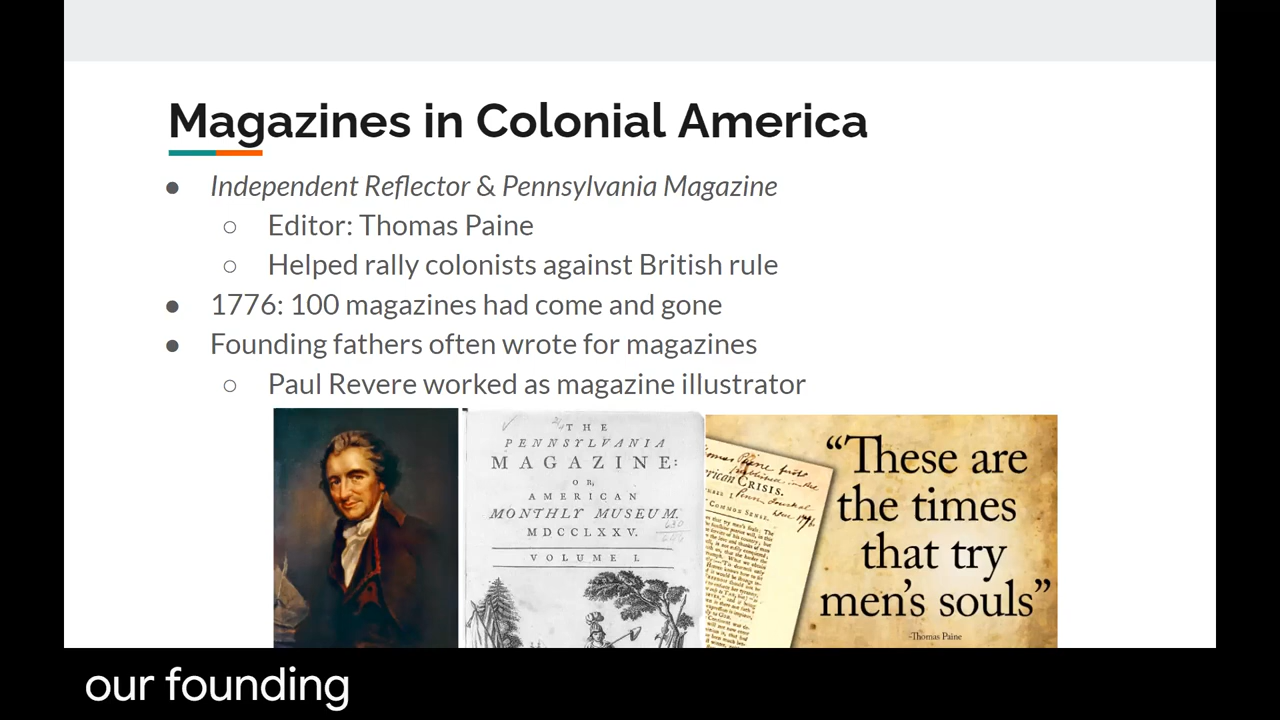 Magazines in Colonial America
● Independent Reflector & Pennsylvania Magazine
○ Editor: Thomas Paine
○ Helped rally colonists against British rule
● 1776: 100 magazines had come and gone
● Founding fathers often wrote for magazines
○ Paul Revere worked as magazine illustrator
THE
PENNSYLVANIA
MAGAZINE:
OR,
AMERICAN
MONTHLY MUSEUM.
MDCCLXXV.
VOLUME I.
CRISIS.
COMMON SENSE.
“These are
the times
that try
men's souls”
-Thomas Paine
our founding